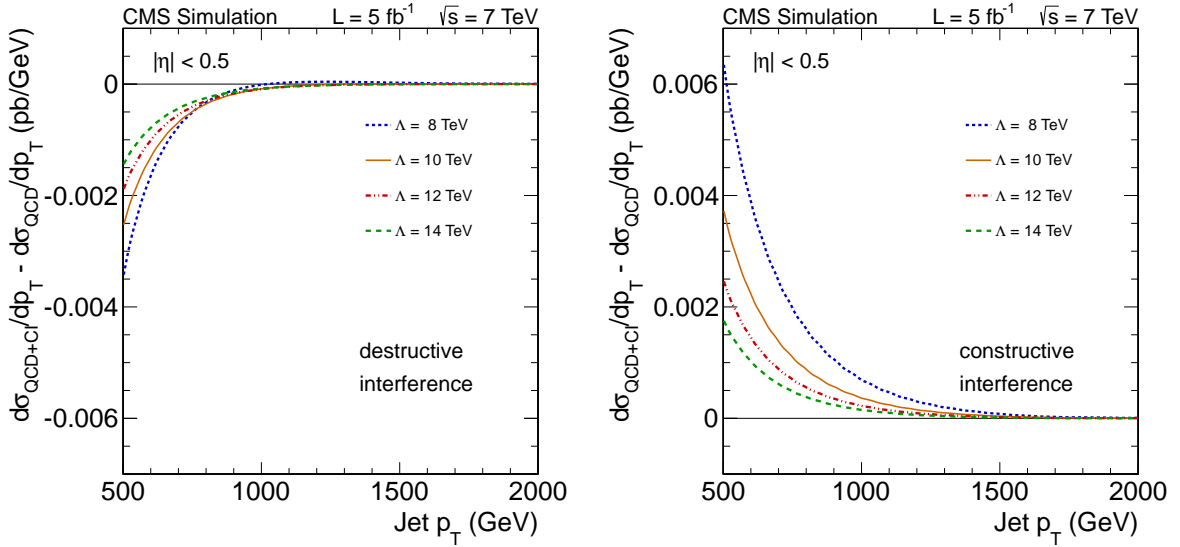 CMS Simulation L = 5 fb⁻¹ √s = 7 TeV
|η| < 0.5
dσ_QCD+CI/dp_T - dσ_QCD/dp_T (pb/GeV)
0
-0.002
-0.004
-0.006
Λ = 8 TeV
Λ = 10 TeV
Λ = 12 TeV
Λ = 14 TeV
destructive
interference
500 1000 1500 2000
Jet p_T (GeV)
CMS Simulation L = 5 fb⁻¹ √s = 7 TeV
|η| < 0.5
dσ_QCD+CI/dp_T - dσ_QCD/dp_T (pb/GeV)
0.006
0.004
0.002
0
Λ = 8 TeV
Λ = 10 TeV
Λ = 12 TeV
Λ = 14 TeV
constructive
interference
500 1000 1500 2000
Jet p_T (GeV)